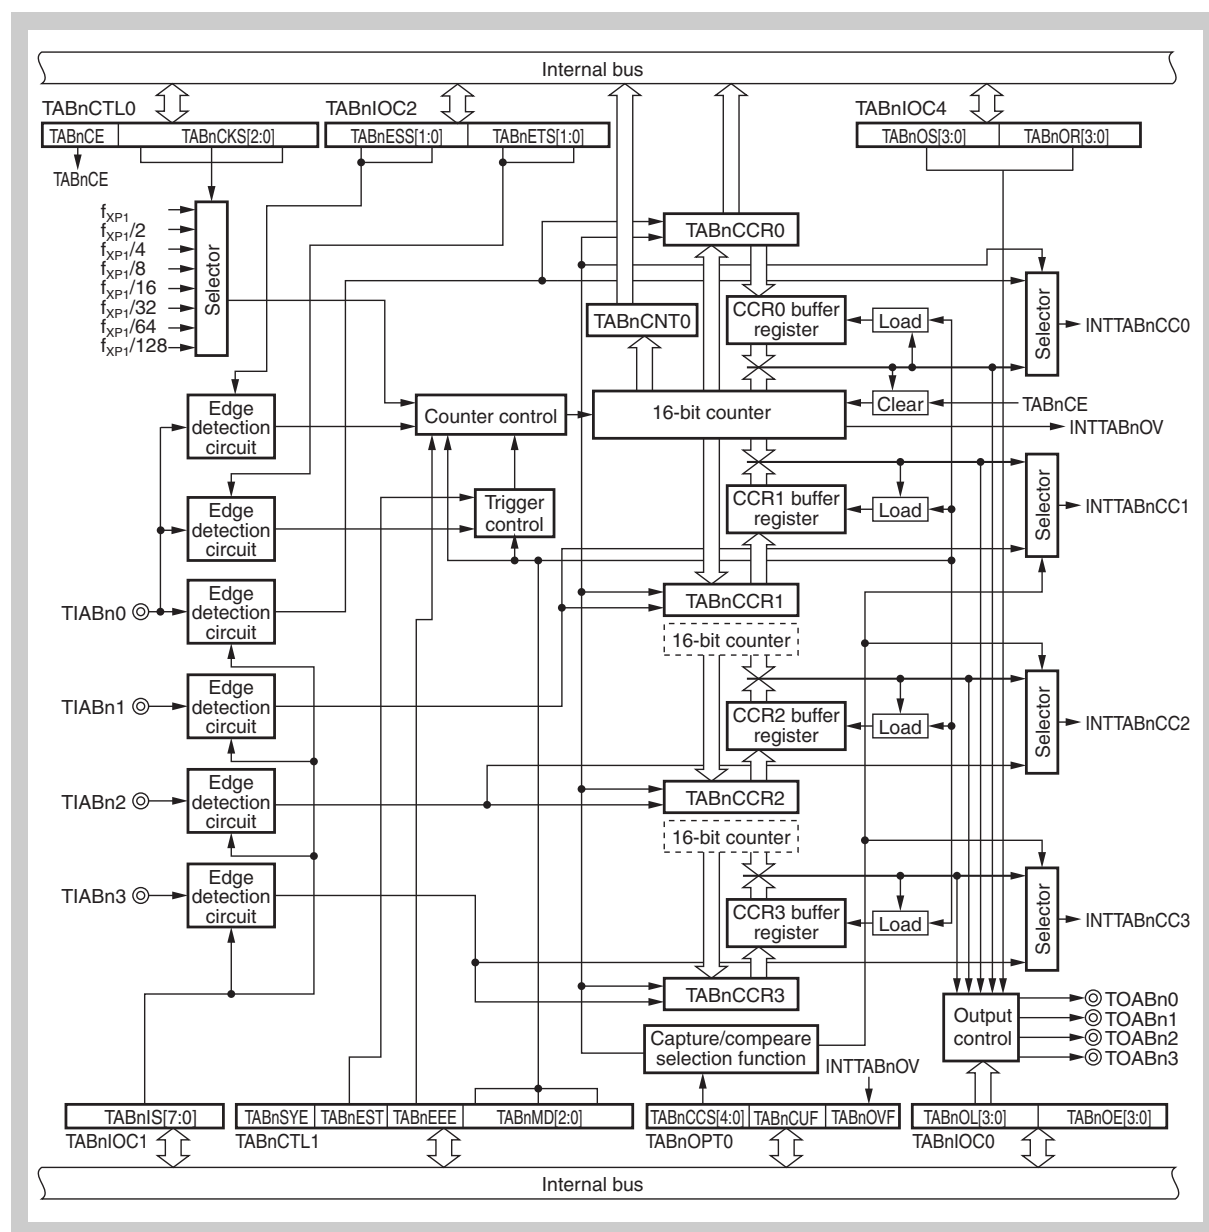 Internal bus
TABnCTL0
TABnIOC2
TABnIOC4
TABnCE
TABnCKS[2:0]
TABnESS[1:0]
TABnETS[1:0]
TABnOS[3:0]
TABnOR[3:0]
TABnCE
fXP1
fXP1/2
fXP1/4
fXP1/8
fXP1/16
fXP1/32
fXP1/64
fXP1/128
Selector
TABnCCR0
TABnCNT0
CCR0 buffer
register
Load
Selector
INTTABnCC0
Edge
detection
circuit
Counter control
16-bit counter
Clear
TABnCE
INTTABnOV
Edge
detection
circuit
Trigger
control
CCR1 buffer
register
Load
Selector
INTTABnCC1
TIABn0
Edge
detection
circuit
TABnCCR1
16-bit counter
TIABn1
Edge
detection
circuit
CCR2 buffer
register
Load
Selector
INTTABnCC2
TIABn2
Edge
detection
circuit
TABnCCR2
16-bit counter
TIABn3
Edge
detection
circuit
CCR3 buffer
register
Load
Selector
INTTABnCC3
TABnCCR3
Capture/compeare
selection function
INTTABnOV
Output
control
TOABn0
TOABn1
TOABn2
TOABn3
TABnIS[7:0]
TABnSYE
TABnEST
TABnEEE
TABnMD[2:0]
TABnCCS[4:0]
TABnCUF
TABnOVF
TABnOL[3:0]
TABnOE[3:0]
TABnIOC1
TABnCTL1
TABnOPT0
TABnIOC0
Internal bus